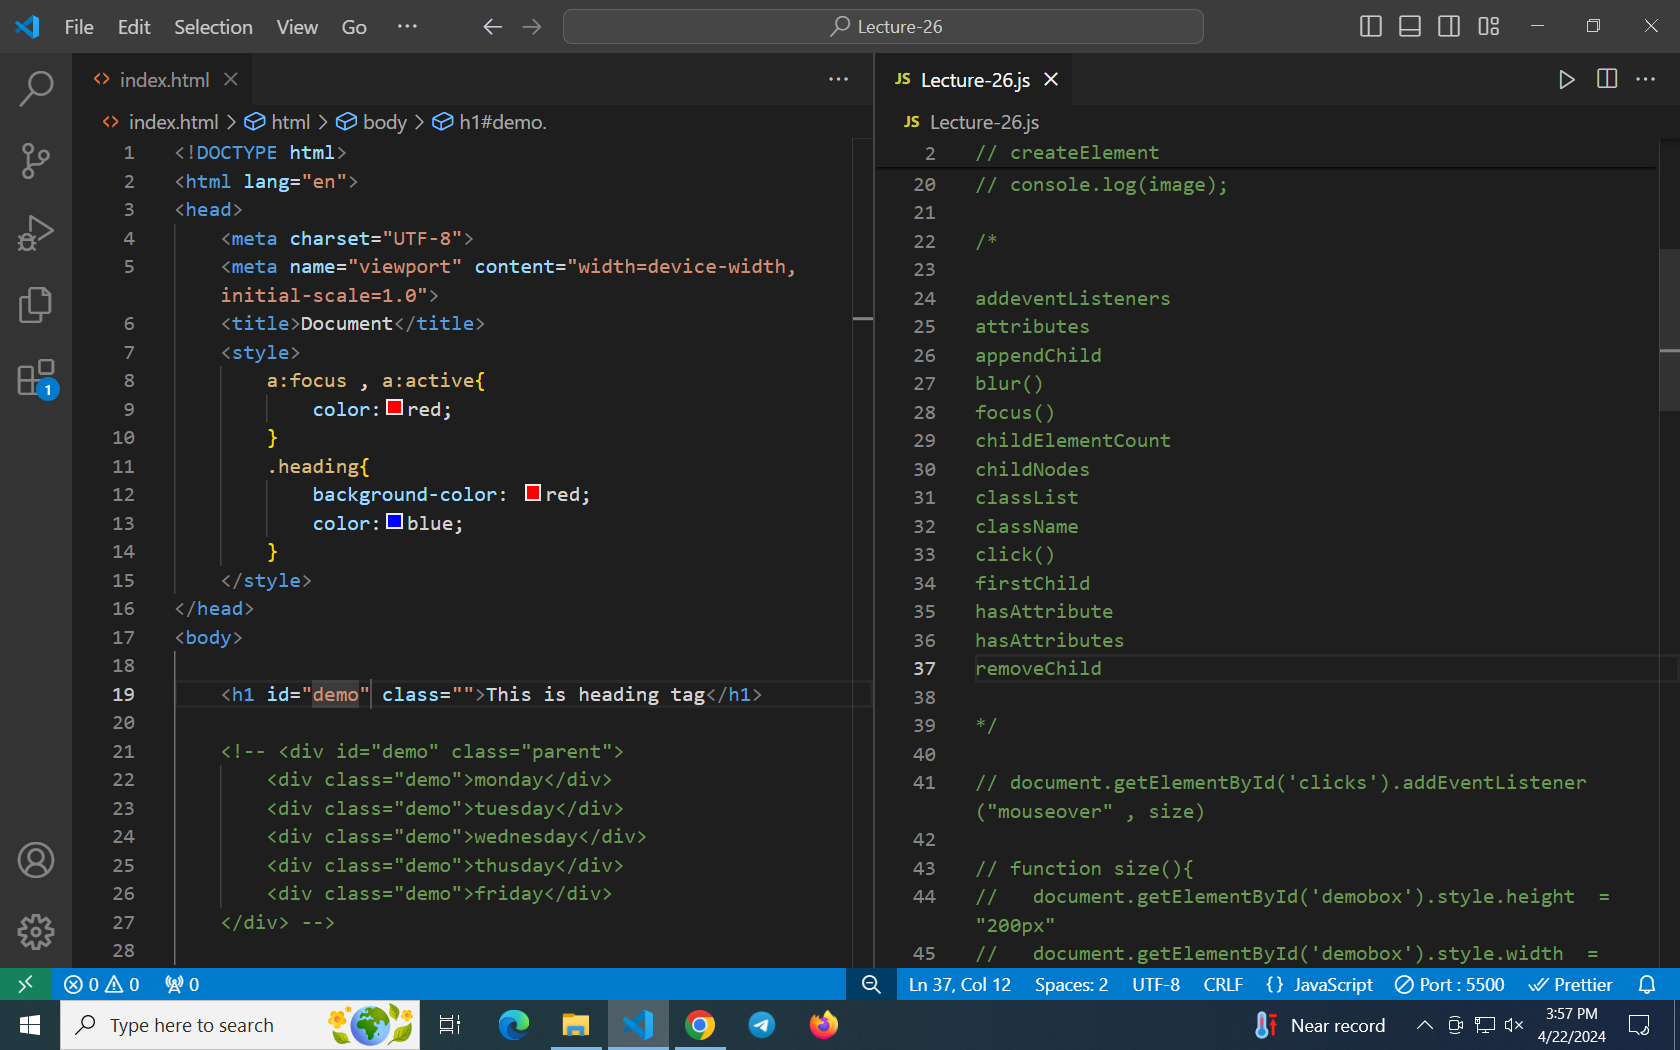 File Edit Selection View Go ··· Lecture-26
index.html
index.html > html > body > h1#demo.
1 <!DOCTYPE html>
2 <html lang="en">
3 <head>
4 <meta charset="UTF-8">
5 <meta name="viewport" content="width=device-width,
initial-scale=1.0">
6 <title>Document</title>
7 <style>
8 a:focus , a:active{
9 color:red;
10 }
11 .heading{
12 background-color: red;
13 color:blue;
14 }
15 </style>
16 </head>
17 <body>
18
19 <h1 id="demo" class="">This is heading tag</h1>
20
21 <!-- <div id="demo" class="parent">
22 <div class="demo">monday</div>
23 <div class="demo">tuesday</div>
24 <div class="demo">wednesday</div>
25 <div class="demo">thusday</div>
26 <div class="demo">friday</div>
27 </div> -->
28
JS Lecture-26.js
JS Lecture-26.js
2 // createElement
20 // console.log(image);
21
22 /*
23
24 addeventListeners
25 attributes
26 appendChild
27 blur()
28 focus()
29 childElementCount
30 childNodes
31 classList
32 className
33 click()
34 firstChild
35 hasAttribute
36 hasAttributes
37 removeChild
38
39 */
40
41 // document.getElementById('clicks').addEventListener
("mouseover" , size)
42
43 // function size(){
44 //   document.getElementById('demobox').style.height  =
"200px"
45 //   document.getElementById('demobox').style.width  =
1
0 0 0 Ln 37, Col 12 Spaces: 2 UTF-8 CRLF {} JavaScript Port : 5500 Prettier
Type here to search Near record 3:57 PM
4/22/2024